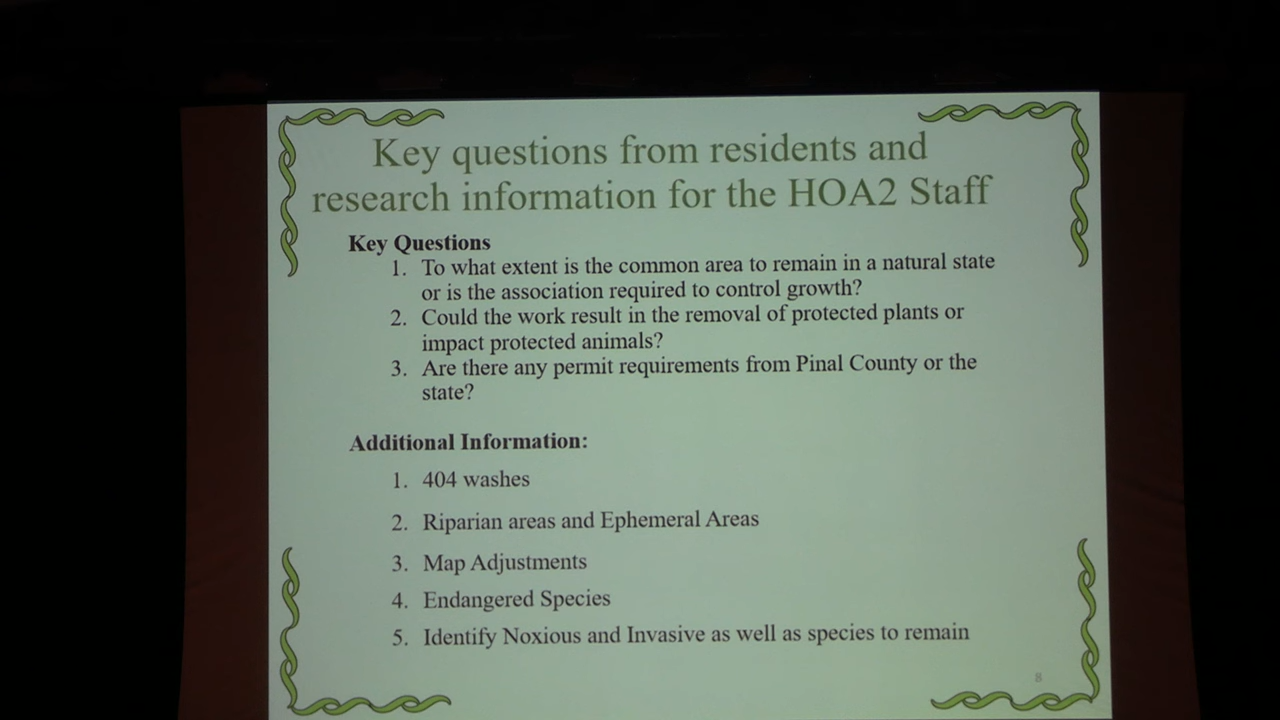 Key questions from residents and
research information for the HOA2 Staff
Key Questions
1. To what extent is the common area to remain in a natural state
or is the association required to control growth?
2. Could the work result in the removal of protected plants or
impact protected animals?
3. Are there any permit requirements from Pinal County or the
state?
Additional Information:
1. 404 washes
2. Riparian areas and Ephemeral Areas
3. Map Adjustments
4. Endangered Species
5. Identify Noxious and Invasive as well as species to remain
8